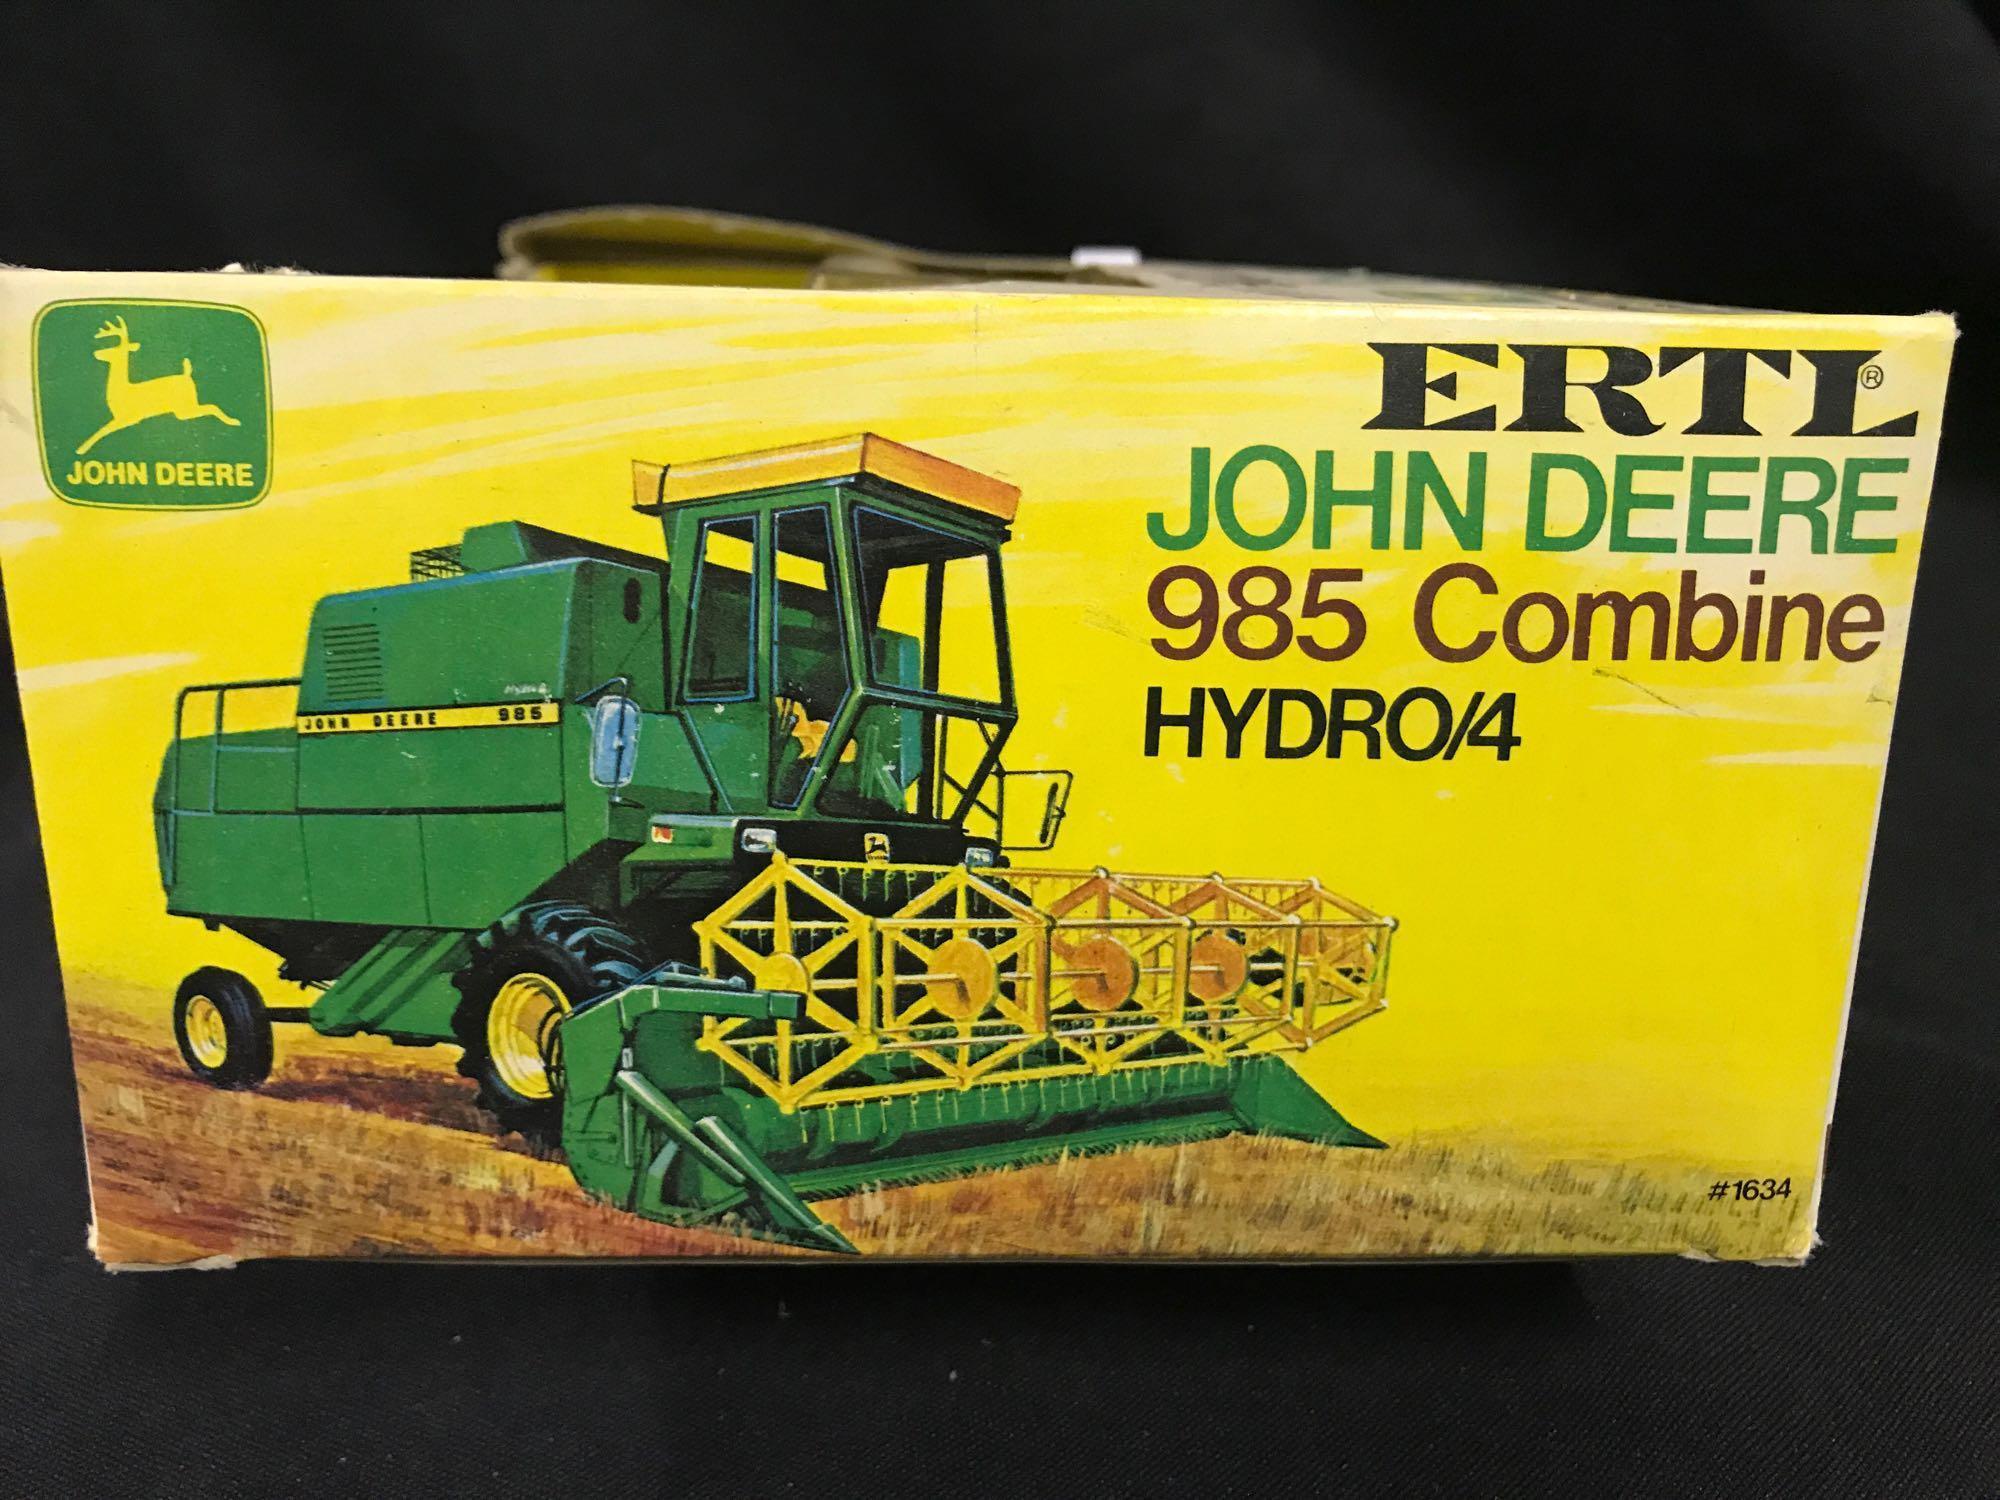 JOHN DEERE
ERTL®
JOHN DEERE
985 Combine
HYDRO/4
JOHN DEERE 985
#1634